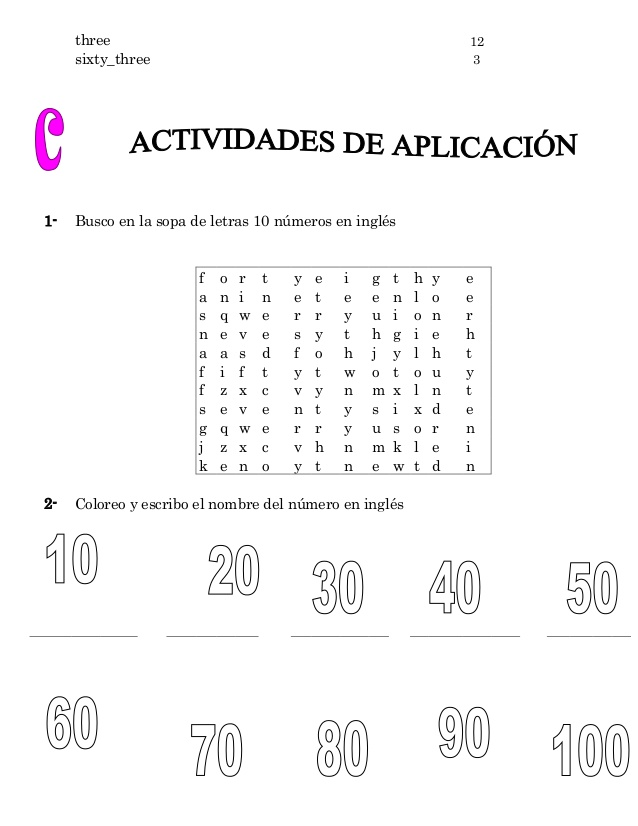 three 12
sixty_three 3
C ACTIVIDADES DE APLICACIÓN
1- Busco en la sopa de letras 10 números en inglés
f o r t y e i g t h y e
a n i n e t e e n l o e
s q w e r r y u i o n r
n e v e s y t h g i e h
a a s d f o h j y l h t
f i f t y t w o t o u y
f z x c v y n m x l n t
s e v e n t y s i x d e
g q w e r r y u s o r n
j z x c v h n m k l e i
k e n o y t n e w t d n
2- Coloreo y escribo el nombre del número en inglés
10 20 30 40 50
60 70 80 90 100